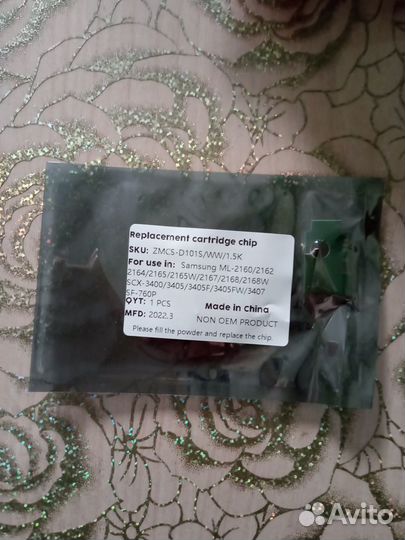 Replacement cartridge chip
SKU: ZMCS-D101S/WW/1.5K
For use in: Samsung ML-2160/2162
2164/2165/2165W/2167/2168/2168W
SCX-3400/3405/3405F/3405FW/3407
SF-760P
QYT: 1 PCS Made in China
MFD: 2022.3 NON OEM PRODUCT
Please fill the powder and replace the chip.
Avito